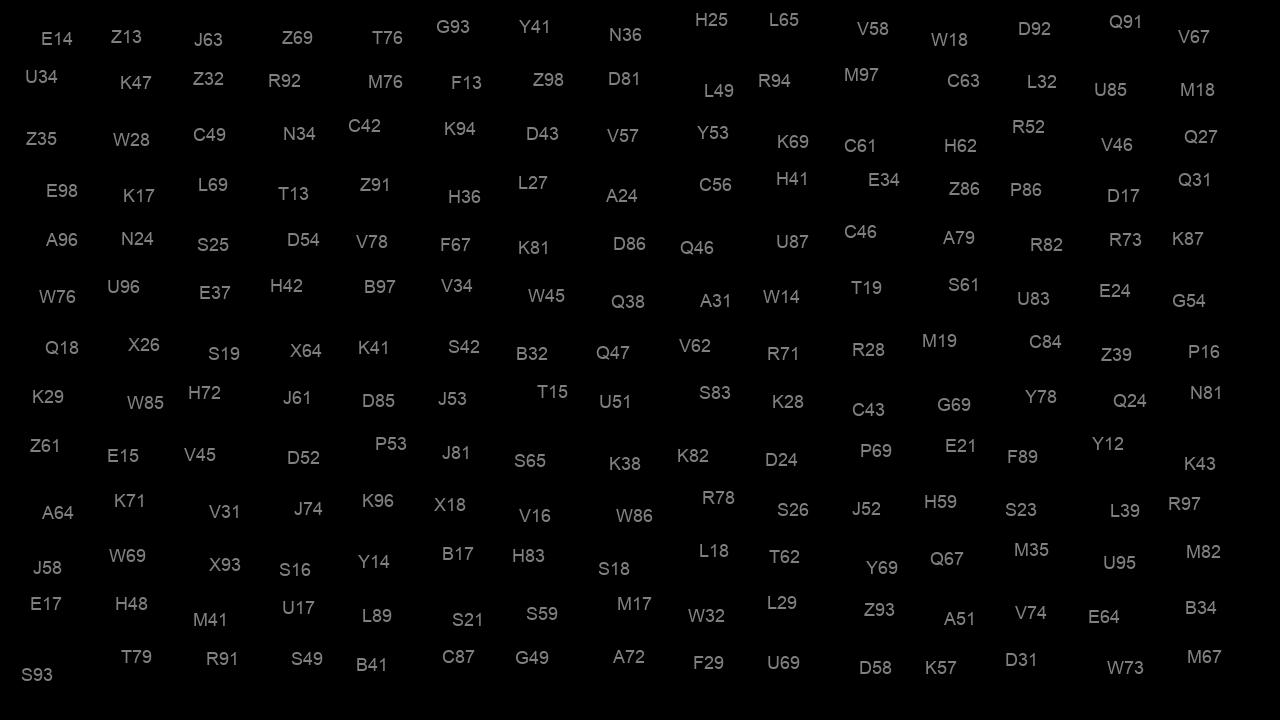 E14 Z13 J63 Z69 T76 G93 Y41 N36 H25 L65 V58 W18 D92 Q91 V67
U34 K47 Z32 R92 M76 F13 Z98 D81 L49 R94 M97 C63 L32 U85 M18
Z35 W28 C49 N34 C42 K94 D43 V57 Y53 K69 C61 H62 R52 V46 Q27
E98 K17 L69 T13 Z91 H36 L27 A24 C56 H41 E34 Z86 P86 D17 Q31
A96 N24 S25 D54 V78 F67 K81 D86 Q46 U87 C46 A79 R82 R73 K87
W76 U96 E37 H42 B97 V34 W45 Q38 A31 W14 T19 S61 U83 E24 G54
Q18 X26 S19 X64 K41 S42 B32 Q47 V62 R71 R28 M19 C84 Z39 P16
K29 W85 H72 J61 D85 J53 T15 U51 S83 K28 C43 G69 Y78 Q24 N81
Z61 E15 V45 D52 P53 J81 S65 K38 K82 D24 P69 E21 F89 Y12 K43
A64 K71 V31 J74 K96 X18 V16 W86 R78 S26 J52 H59 S23 L39 R97
J58 W69 X93 S16 Y14 B17 H83 S18 L18 T62 Y69 Q67 M35 U95 M82
E17 H48 M41 U17 L89 S21 S59 M17 W32 L29 Z93 A51 V74 E64 B34
S93 T79 R91 S49 B41 C87 G49 A72 F29 U69 D58 K57 D31 W73 M67